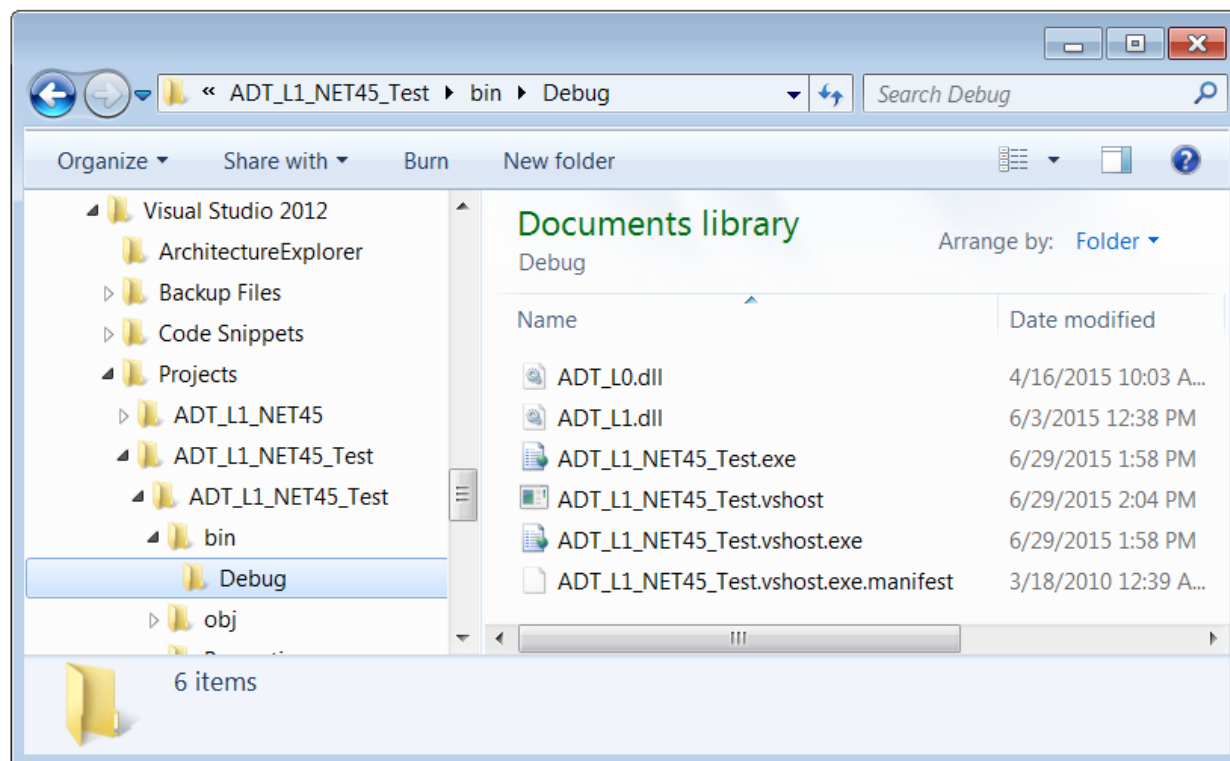 « ADT_L1_NET45_Test bin Debug Search Debug
Organize Share with Burn New folder
Visual Studio 2012
ArchitectureExplorer
Backup Files
Code Snippets
Projects
ADT_L1_NET45
ADT_L1_NET45_Test
ADT_L1_NET45_Test
bin
Debug
obj
Documents library
Debug
Arrange by: Folder
Name Date modified
ADT_L0.dll 4/16/2015 10:03 A...
ADT_L1.dll 6/3/2015 12:38 PM
ADT_L1_NET45_Test.exe 6/29/2015 1:58 PM
ADT_L1_NET45_Test.vshost 6/29/2015 2:04 PM
ADT_L1_NET45_Test.vshost.exe 6/29/2015 1:58 PM
ADT_L1_NET45_Test.vshost.exe.manifest 3/18/2010 12:39 A...
6 items